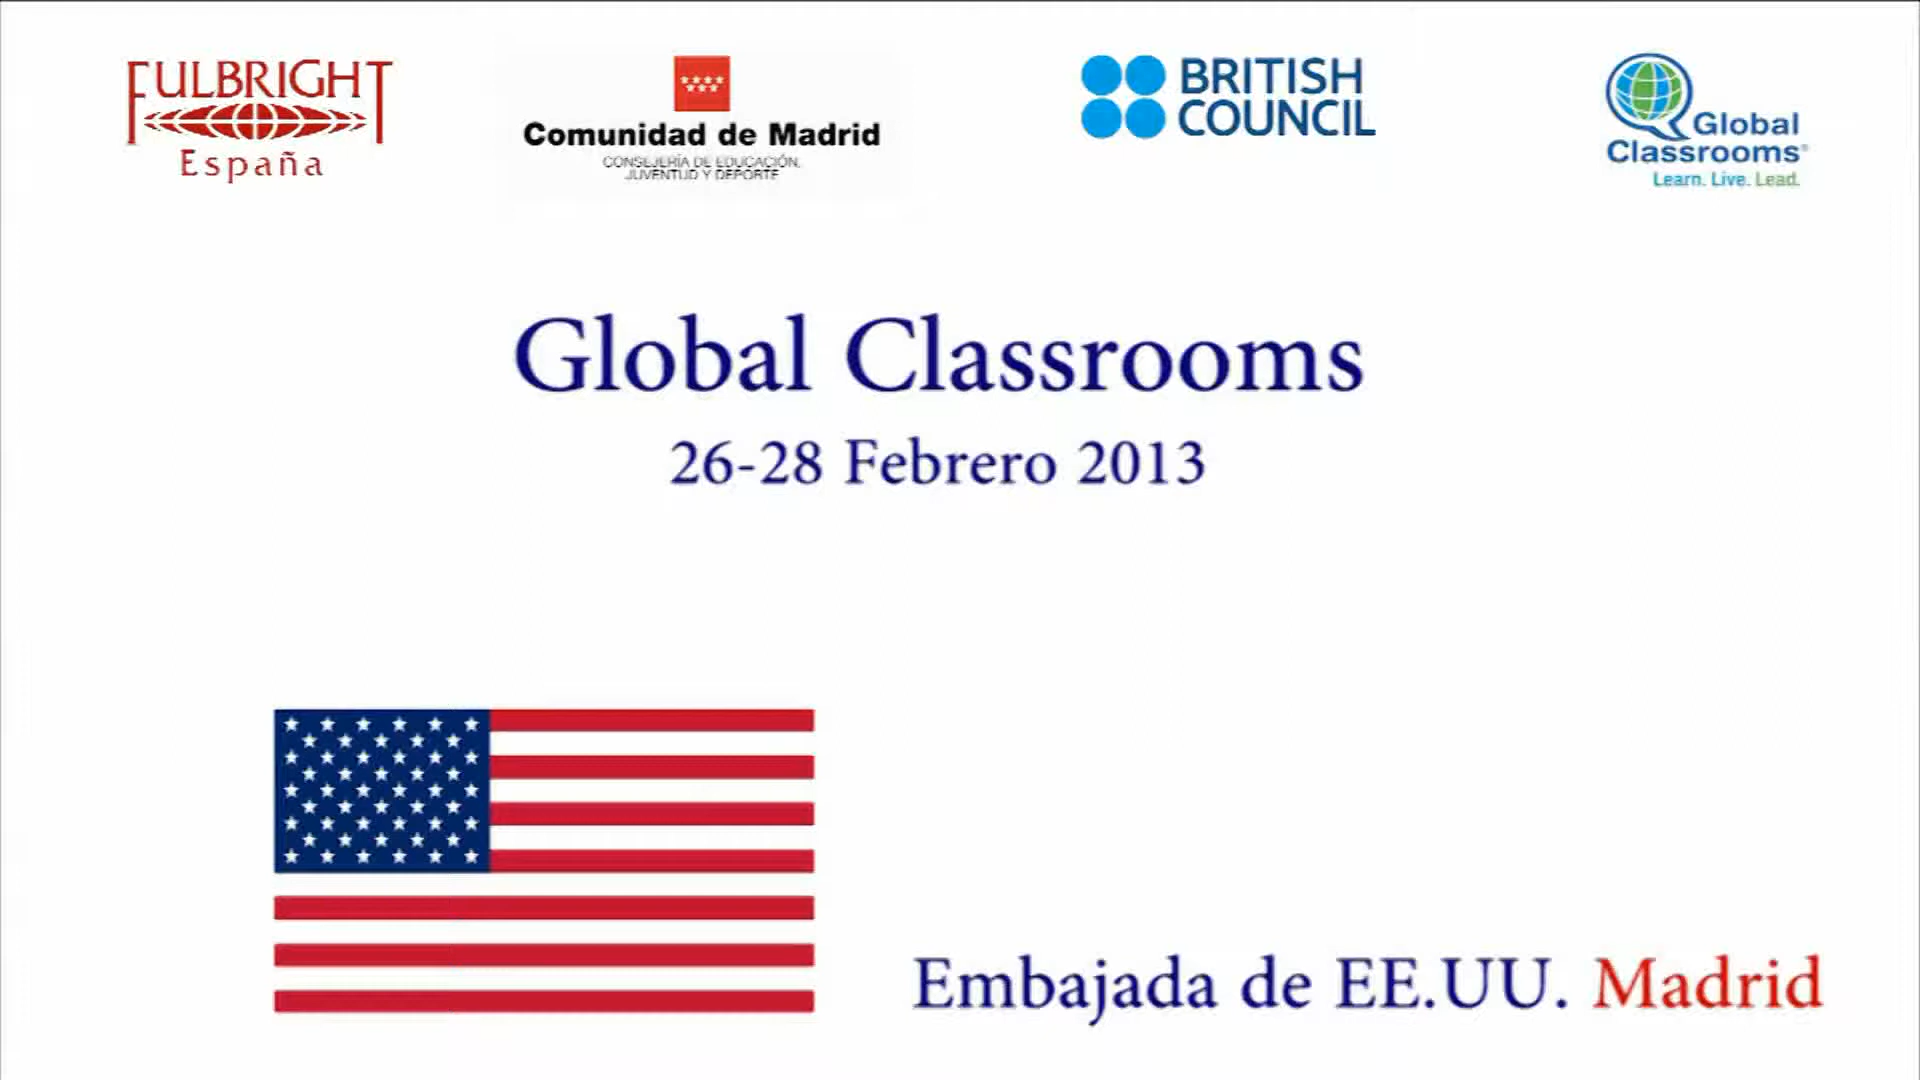 FULBRIGHT
España
Comunidad de Madrid
CONSEJERÍA DE EDUCACIÓN,
JUVENTUD Y DEPORTE
BRITISH
COUNCIL
Global
Classrooms®
Learn. Live. Lead.
Global Classrooms
26-28 Febrero 2013
Embajada de EE.UU. Madrid